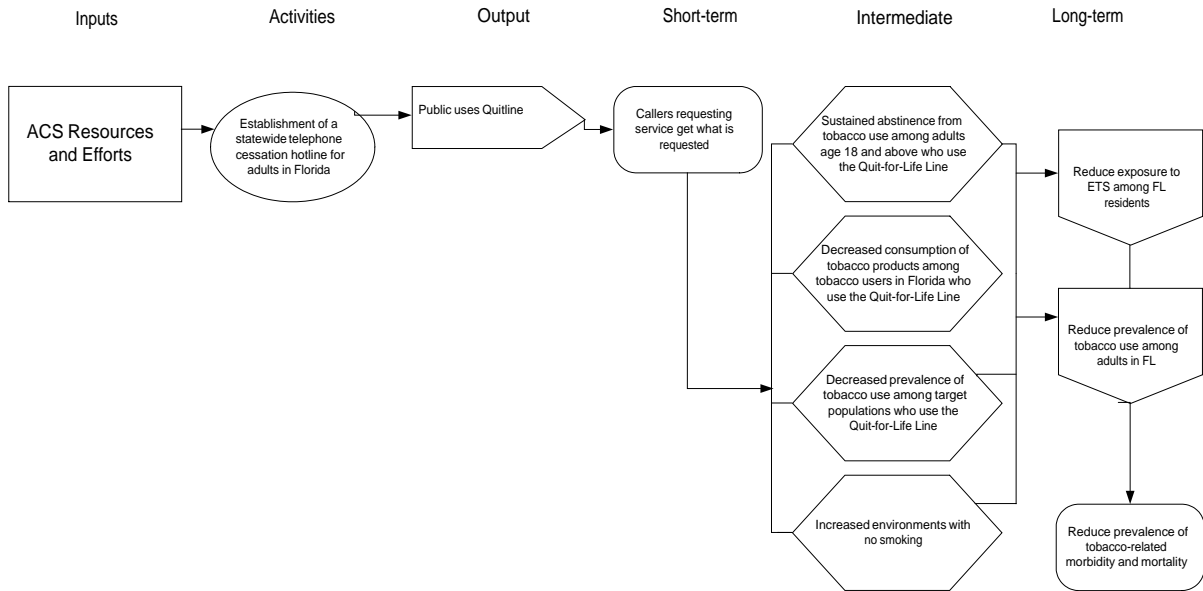 Inputs
Activities
Output
Short-term
Intermediate
Long-term
ACS Resources
and Efforts
Establishment of a
statewide telephone
cessation hotline for
adults in Florida
Public uses Quitline
Callers requesting
service get what is
requested
Sustained abstinence from
tobacco use among adults
age 18 and above who use
the Quit-for-Life Line
Decreased consumption of
tobacco products among
tobacco users in Florida who
use the Quit-for-Life Line
Decreased prevalence of
tobacco use among target
populations who use the
Quit-for-Life Line
Increased environments with
no smoking
Reduce exposure to
ETS among FL
residents
Reduce prevalence of
tobacco use among
adults in FL
Reduce prevalence of
tobacco-related
morbidity and mortality